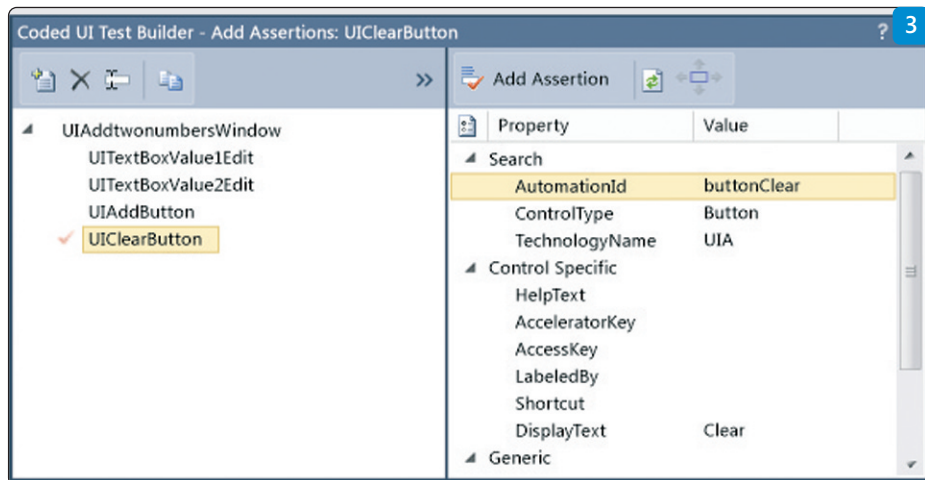 Coded UI Test Builder - Add Assertions: UIClearButton ? 3
»
Add Assertion
UIAddtwonumbersWindow
UITextBoxValue1Edit
UITextBoxValue2Edit
UIAddButton
UIClearButton
Property Value
Search
AutomationId buttonClear
ControlType Button
TechnologyName UIA
Control Specific
HelpText
AcceleratorKey
AccessKey
LabeledBy
Shortcut
DisplayText Clear
Generic